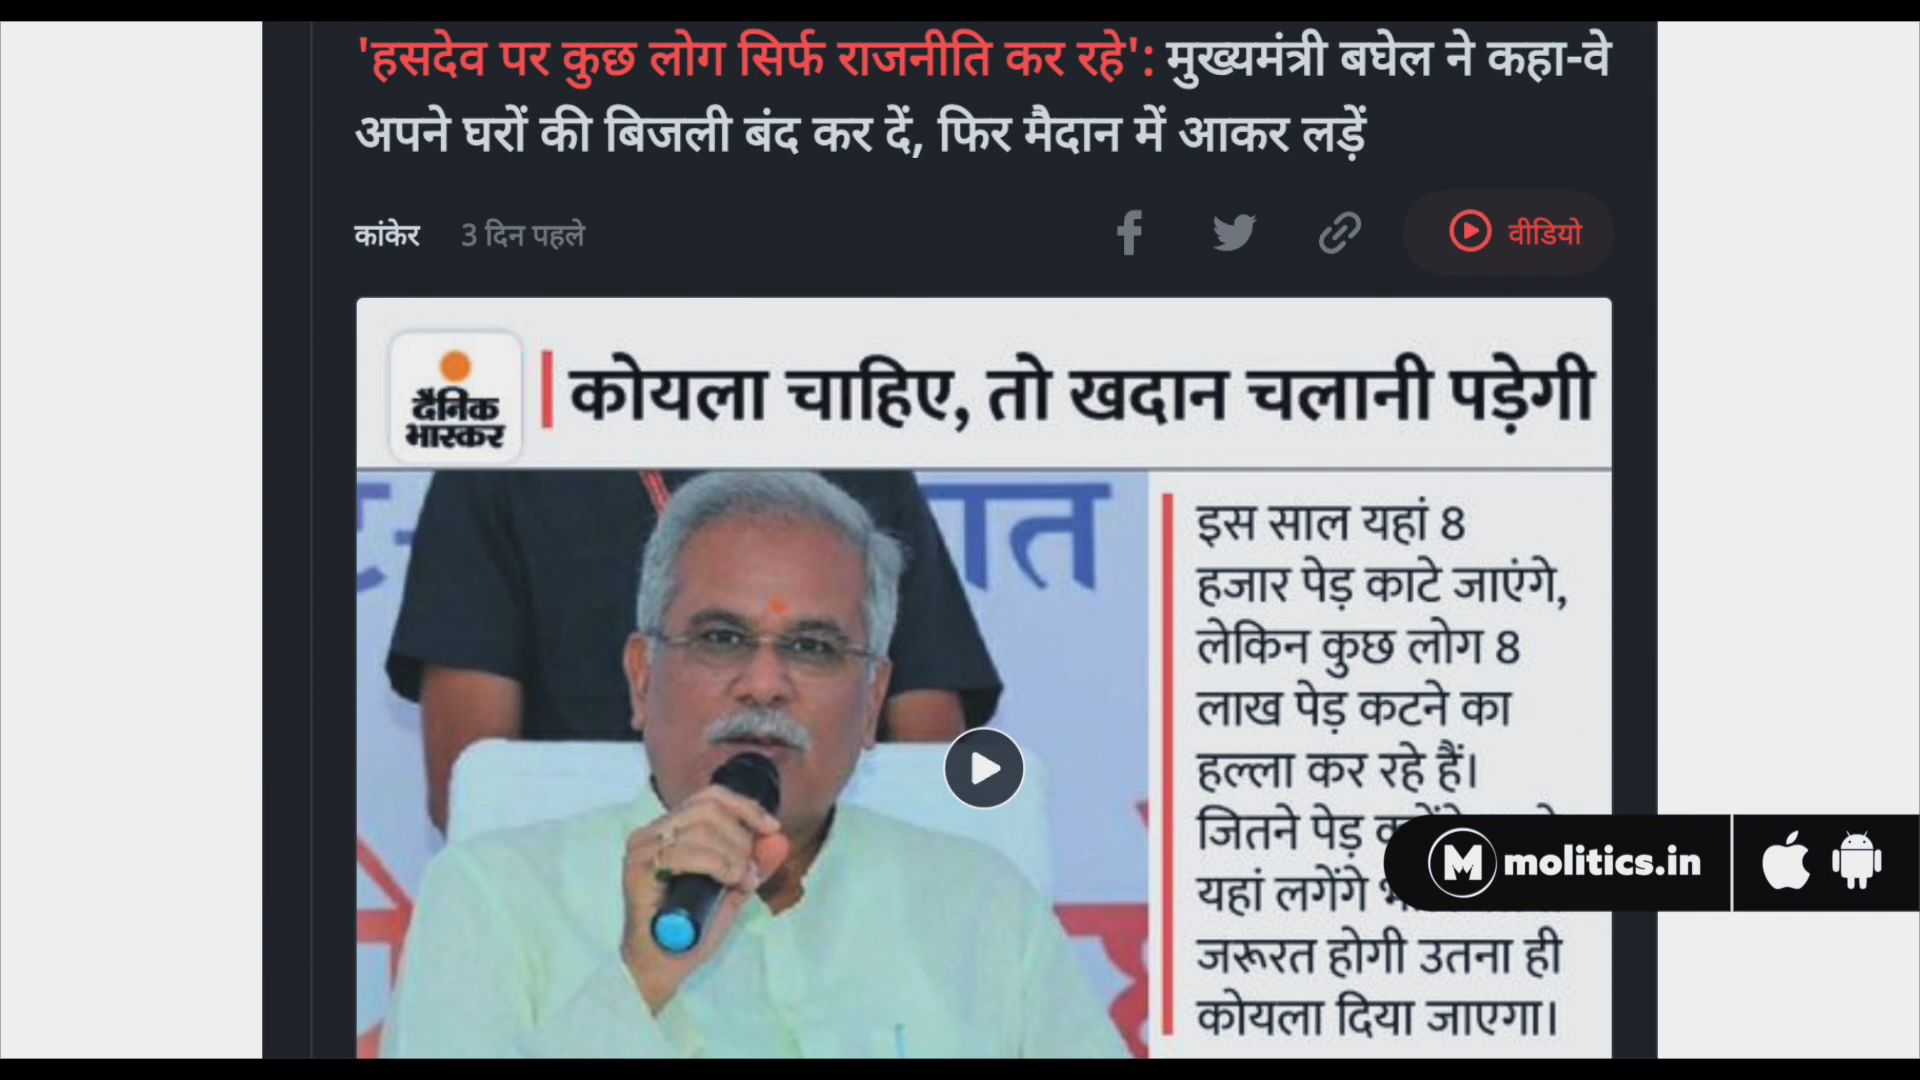 'हसदेव पर कुछ लोग सिर्फ राजनीति कर रहे': मुख्यमंत्री बघेल ने कहा-वे
अपने घरों की बिजली बंद कर दें, फिर मैदान में आकर लड़ें
कांकेर 3 दिन पहले
वीडियो
दैनिक
भास्कर
कोयला चाहिए, तो खदान चलानी पड़ेगी
इस साल यहां 8
हजार पेड़ काटे जाएंगे,
लेकिन कुछ लोग 8
लाख पेड़ कटने का
हल्ला कर रहे हैं।
जितने पेड़
यहां लगेंगे
जरूरत होगी उतना ही
कोयला दिया जाएगा।
molitics.in